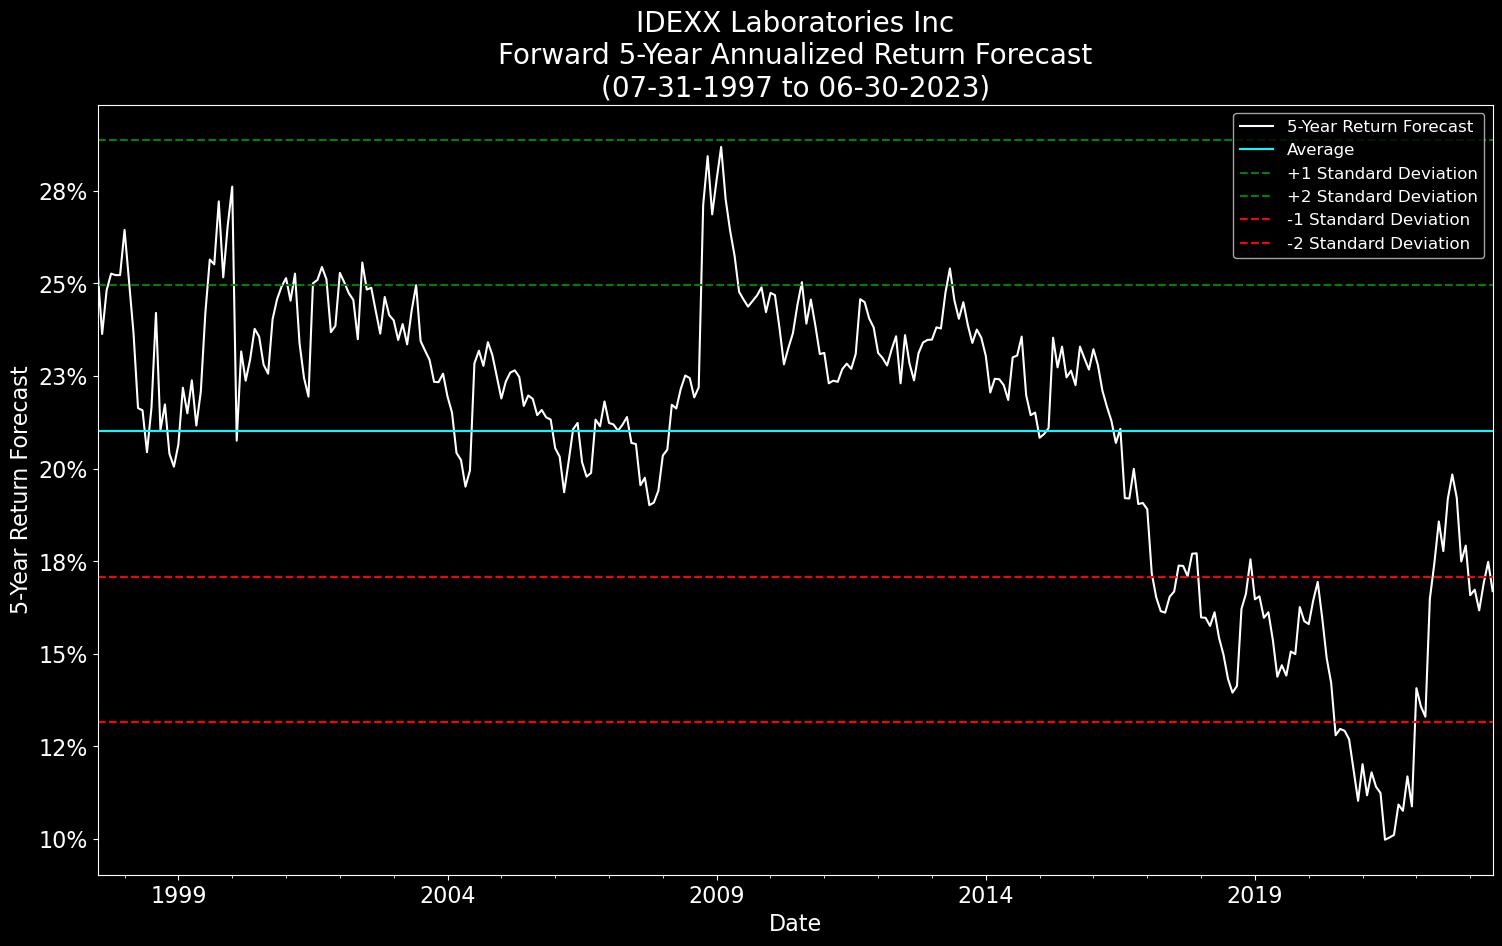 IDEXX Laboratories Inc
Forward 5-Year Annualized Return Forecast
(07-31-1997 to 06-30-2023)
5-Year Return Forecast
Average
+1 Standard Deviation
+2 Standard Deviation
-1 Standard Deviation
-2 Standard Deviation
28%
25%
23%
20%
18%
15%
12%
10%
5-Year Return Forecast
1999
2004
2009
2014
2019
Date